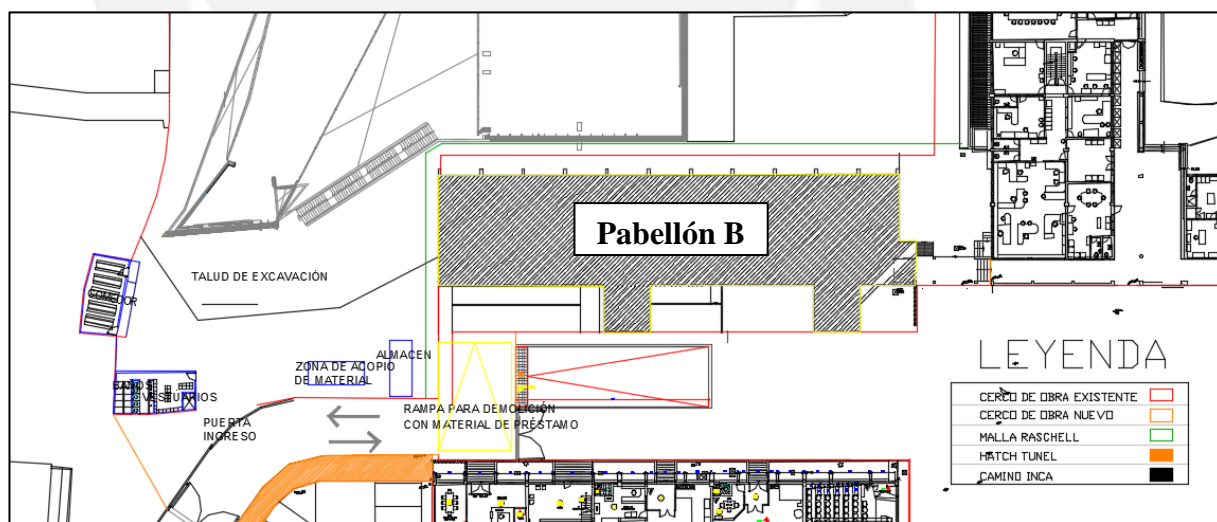 Pabellón B
TALUD DE EXCAVACIÓN
COMEDOR
ALMACEN
ZONA DE ACOPIO
DE MATERIAL
BAÑOS
VESTUARIOS
PUERTA
INGRESO
RAMPA PARA DEMOLICIÓN
CON MATERIAL DE PRÉSTAMO
LEYENDA
CERCO DE OBRA EXISTENTE
CERCO DE OBRA NUEVO
MALLA RASCHELL
HATCH TUNEL
CAMINO INCA